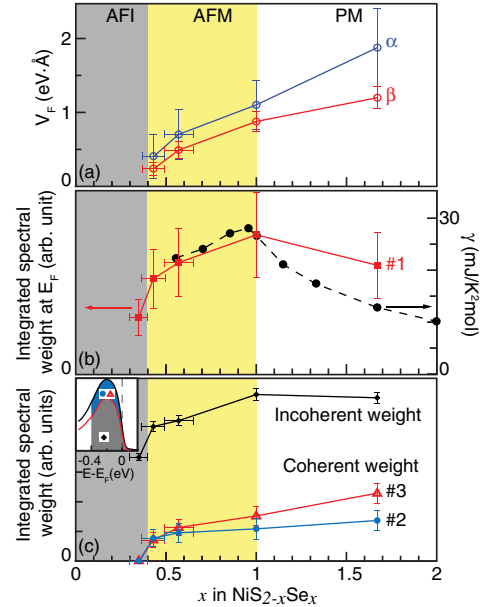 AFI AFM PM
V_F (eV·Å)
2
1
0
α
β
(a)
Integrated spectral
weight at E_F (arb. unit)
0
#1
30
0
γ (mJ/K²mol)
(b)
Integrated spectral
weight (arb. units)
0
-0.4 0
E-E_F(eV)
Incoherent weight
Coherent weight
#3
#2
(c)
0 0.5 1.0 1.5 2
x in NiS₂₋ₓSeₓ